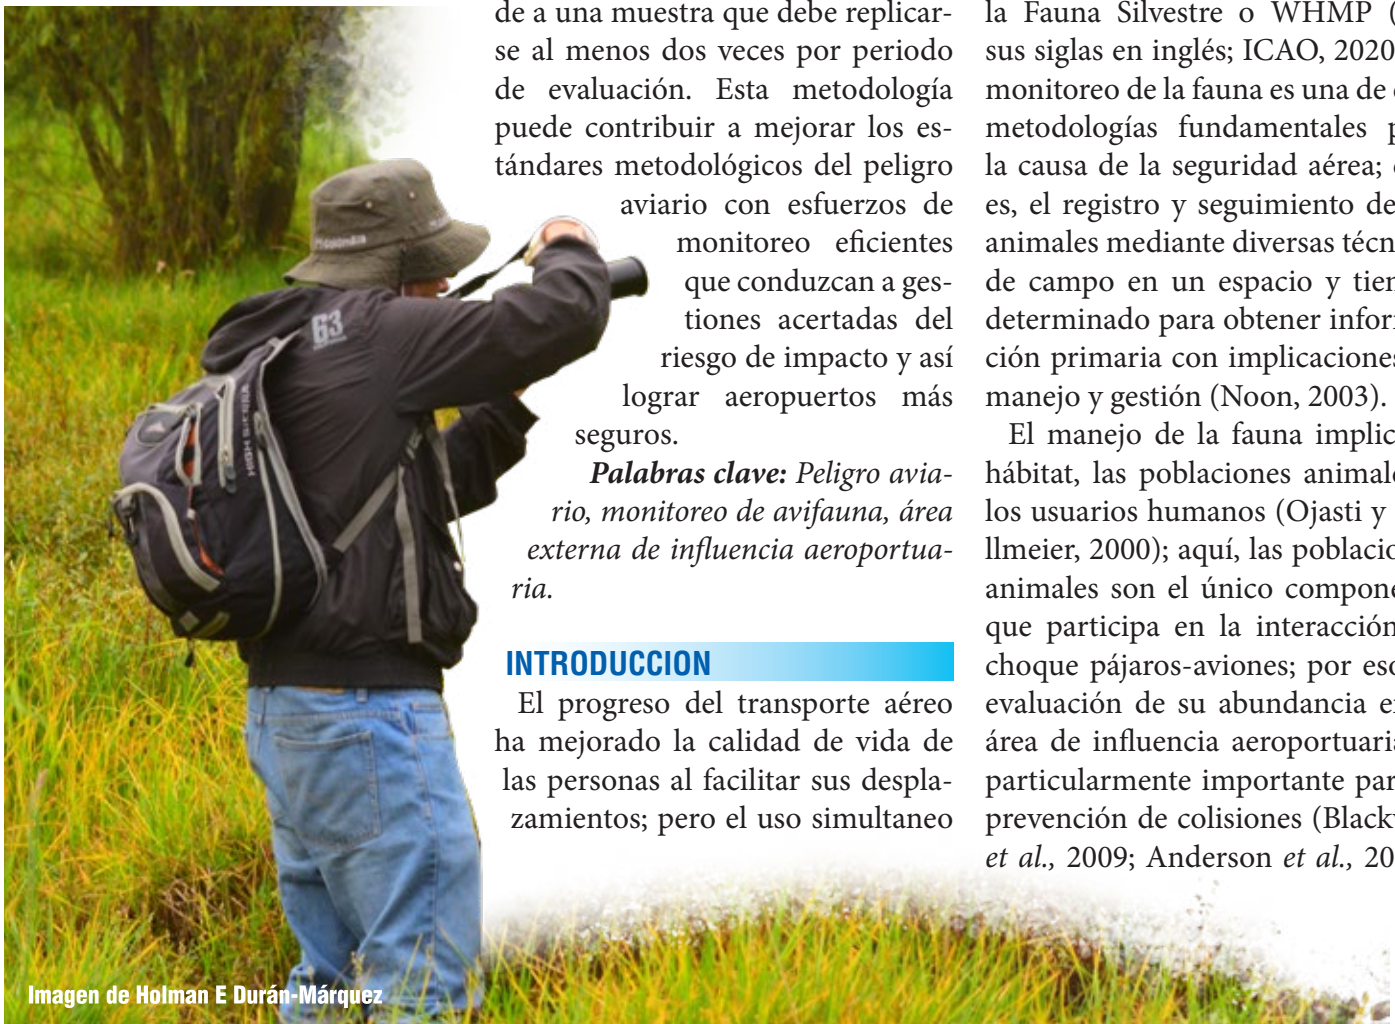 de a una muestra que debe replicar-
se al menos dos veces por periodo
de evaluación. Esta metodología
puede contribuir a mejorar los es-
tándares metodológicos del peligro
aviario con esfuerzos de
monitoreo eficientes
que conduzcan a ges-
tiones acertadas del
riesgo de impacto y así
lograr aeropuertos más
seguros.
Palabras clave: Peligro avia-
rio, monitoreo de avifauna, área
externa de influencia aeroportua-
ria.
INTRODUCCION
El progreso del transporte aéreo
ha mejorado la calidad de vida de
las personas al facilitar sus despla-
zamientos; pero el uso simultaneo
la Fauna Silvestre o WHMP (
sus siglas en inglés; ICAO, 2020
monitoreo de la fauna es una de
metodologías fundamentales p
la causa de la seguridad aérea;
es, el registro y seguimiento de
animales mediante diversas técn
de campo en un espacio y tien
determinado para obtener infor
ción primaria con implicaciones
manejo y gestión (Noon, 2003).
El manejo de la fauna implic
hábitat, las poblaciones animale
los usuarios humanos (Ojasti y
llmeier, 2000); aquí, las poblacio
animales son el único compone
que participa en la interacción
choque pájaros-aviones; por eso
evaluación de su abundancia e
área de influencia aeroportuaria
particularmente importante par
prevención de colisiones (Blackw
et al., 2009; Anderson et al., 20
63
HIGH SIERRA
Imagen de Holman E Durán-Márquez